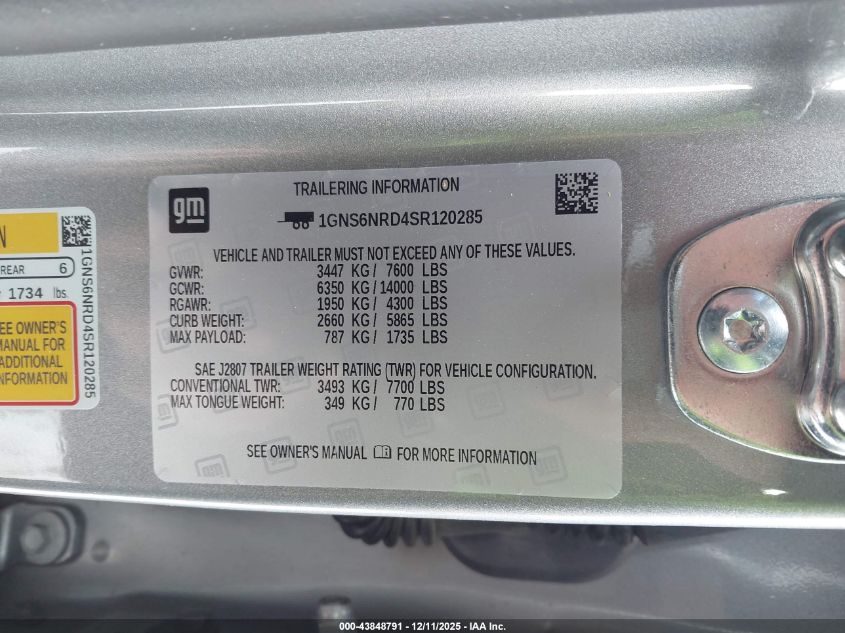 N
REAR 6
1734 lbs
SEE OWNER'S
MANUAL FOR
ADDITIONAL
INFORMATION
1GNS6NRD4SR120285
gm
TRAILERING INFORMATION
1GNS6NRD4SR120285
VEHICLE AND TRAILER MUST NOT EXCEED ANY OF THESE VALUES.
GVWR: 3447 KG / 7600 LBS
GCWR: 6350 KG / 14000 LBS
RGAWR: 1950 KG / 4300 LBS
CURB WEIGHT: 2660 KG / 5865 LBS
MAX PAYLOAD: 787 KG / 1735 LBS
SAE J2807 TRAILER WEIGHT RATING (TWR) FOR VEHICLE CONFIGURATION.
CONVENTIONAL TWR: 3493 KG / 7700 LBS
MAX TONGUE WEIGHT: 349 KG / 770 LBS
SEE OWNER'S MANUAL FOR MORE INFORMATION
000-43848791 - 12/11/2025 - IAA Inc.